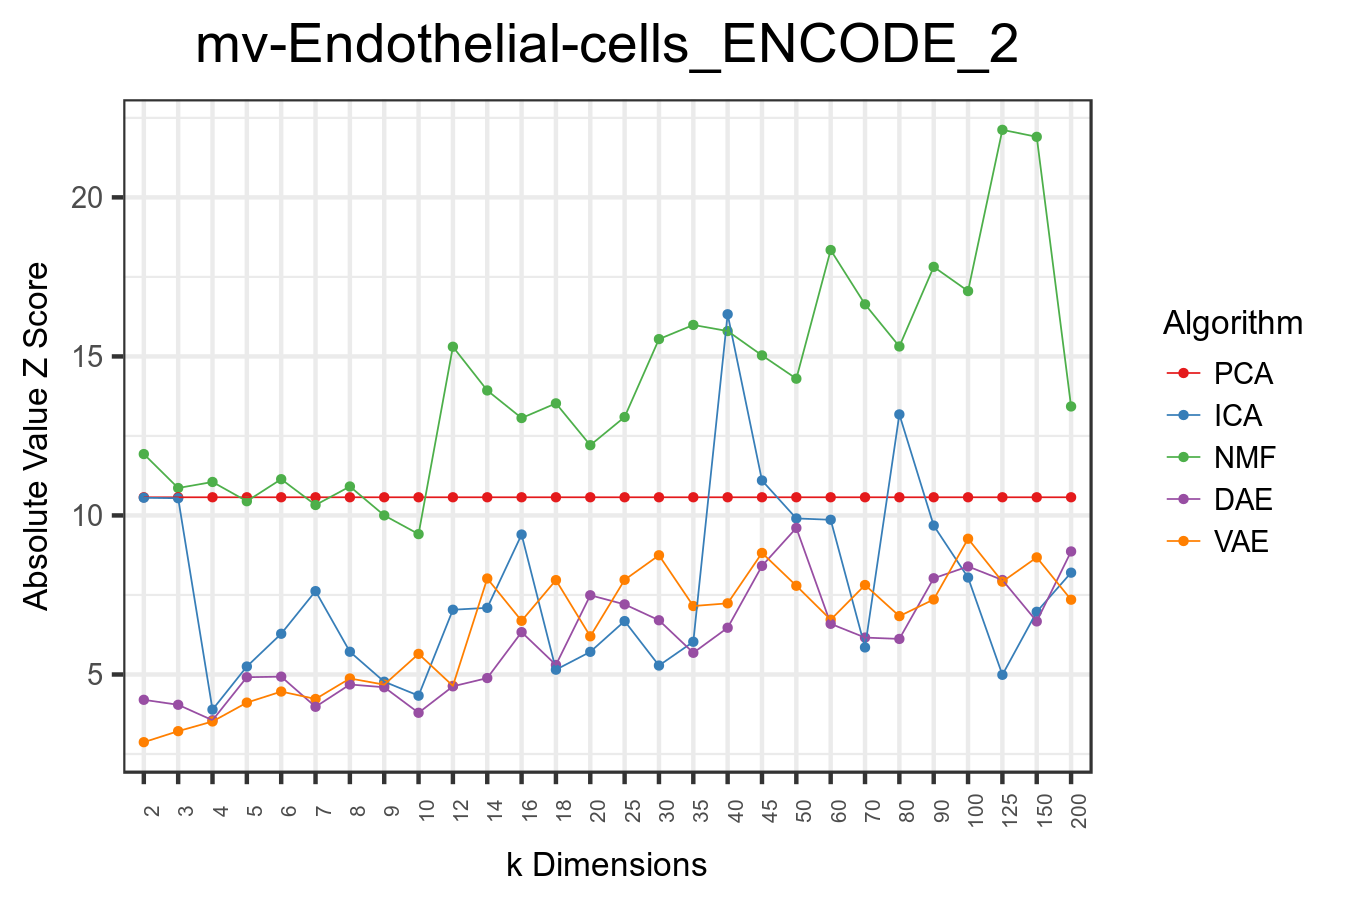 mv-Endothelial-cells_ENCODE_2
Absolute Value Z Score
20
15
10
5
2 3 4 5 6 7 8 9 10 12 14 16 18 20 25 30 35 40 45 50 60 70 80 90 100 125 150 200
k Dimensions
Algorithm
PCA
ICA
NMF
DAE
VAE